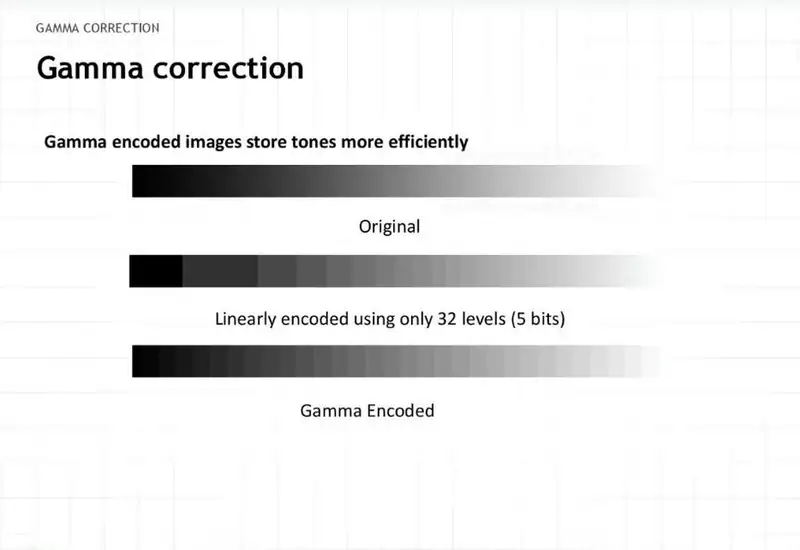 GAMMA CORRECTION
Gamma correction
Gamma encoded images store tones more efficiently
Original
Linearly encoded using only 32 levels (5 bits)
Gamma Encoded